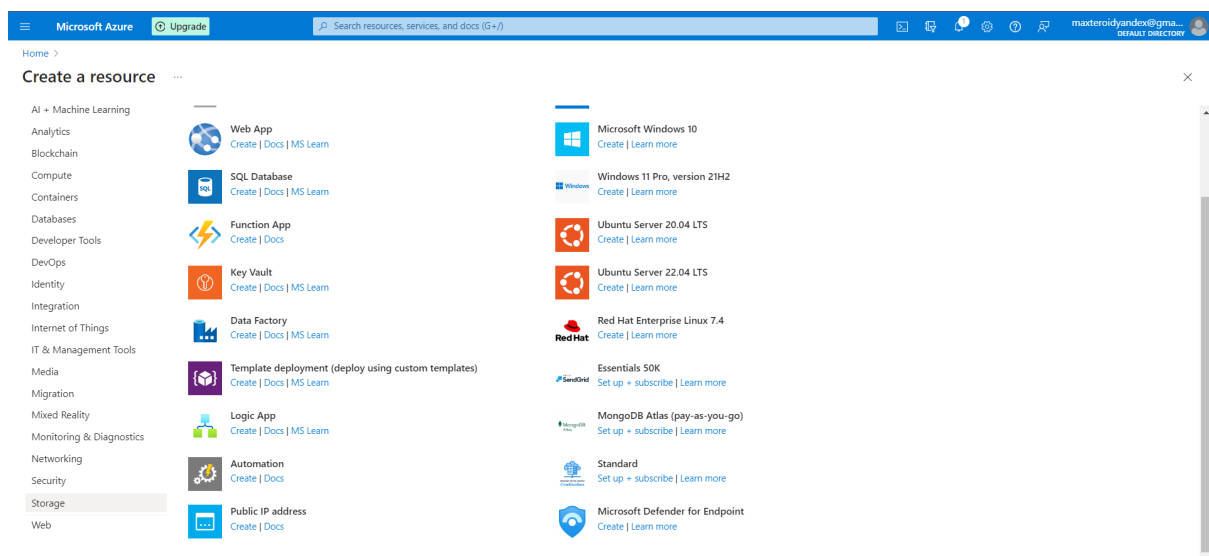 Microsoft Azure
Upgrade
Search resources, services, and docs (G+/)
1
maxteroidyandex@gma...
DEFAULT DIRECTORY
Home >
Create a resource ...
AI + Machine Learning
Analytics
Blockchain
Compute
Containers
Databases
Developer Tools
DevOps
Identity
Integration
Internet of Things
IT & Management Tools
Media
Migration
Mixed Reality
Monitoring & Diagnostics
Networking
Security
Storage
Web
Web App
Create | Docs | MS Learn
SQL
SQL Database
Create | Docs | MS Learn
Function App
Create | Docs
Key Vault
Create | Docs | MS Learn
Data Factory
Create | Docs | MS Learn
Template deployment (deploy using custom templates)
Create | Docs | MS Learn
Logic App
Create | Docs | MS Learn
Automation
Create | Docs
Public IP address
Create | Docs
Microsoft Windows 10
Create | Learn more
Windows
Windows 11 Pro, version 21H2
Create | Learn more
Ubuntu Server 20.04 LTS
Create | Learn more
Ubuntu Server 22.04 LTS
Create | Learn more
Red Hat
Red Hat Enterprise Linux 7.4
Create | Learn more
SendGrid
Essentials 50K
Set up + subscribe | Learn more
MongoDB
Atlas
MongoDB Atlas (pay-as-you-go)
Set up + subscribe | Learn more
Standard
Set up + subscribe | Learn more
Microsoft Defender for Endpoint
Create | Learn more